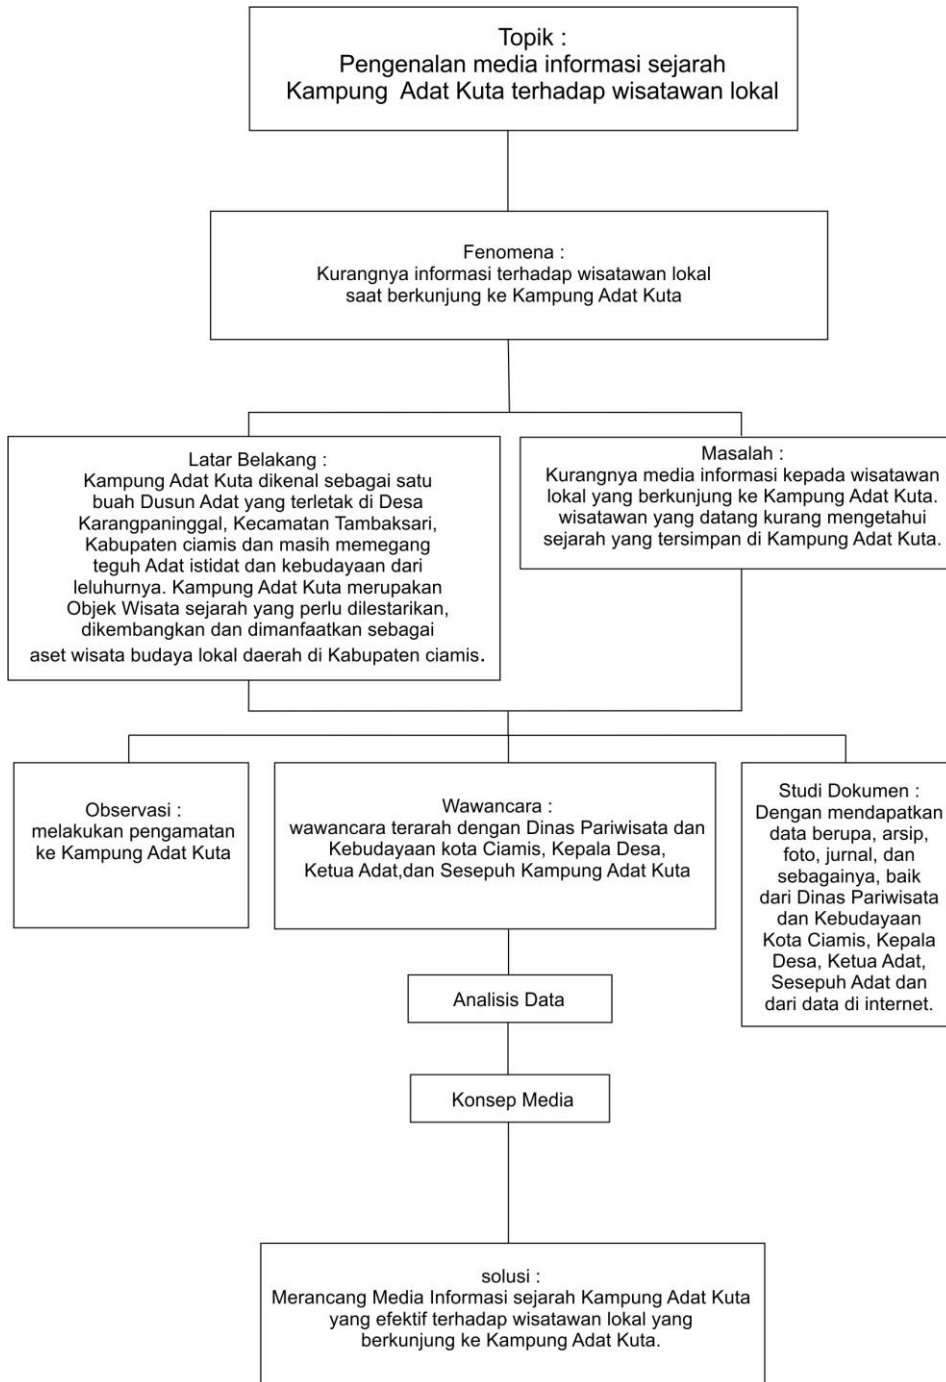 Topik :
Pengenalan media informasi sejarah
Kampung Adat Kuta terhadap wisatawan lokal
Fenomena :
Kurangnya informasi terhadap wisatawan lokal
saat berkunjung ke Kampung Adat Kuta
Latar Belakang :
Kampung Adat Kuta dikenal sebagai satu
buah Dusun Adat yang terletak di Desa
Karangpaninggal, Kecamatan Tambaksari,
Kabupaten ciamis dan masih memegang
teguh Adat istidat dan kebudayaan dari
leluhurnya. Kampung Adat Kuta merupakan
Objek Wisata sejarah yang perlu dilestarikan,
dikembangkan dan dimanfaatkan sebagai
aset wisata budaya lokal daerah di Kabupaten ciamis.
Masalah :
Kurangnya media informasi kepada wisatawan
lokal yang berkunjung ke Kampung Adat Kuta.
wisatawan yang datang kurang mengetahui
sejarah yang tersimpan di Kampung Adat Kuta.
Observasi :
melakukan pengamatan
ke Kampung Adat Kuta
Wawancara :
wawancara terarah dengan Dinas Pariwisata dan
Kebudayaan kota Ciamis, Kepala Desa,
Ketua Adat,dan Sesepuh Kampung Adat Kuta
Studi Dokumen :
Dengan mendapatkan
data berupa, arsip,
foto, jurnal, dan
sebagainya, baik
dari Dinas Pariwisata
dan Kebudayaan
Kota Ciamis, Kepala
Desa, Ketua Adat,
Sesepuh Adat dan
dari data di internet.
Analisis Data
Konsep Media
solusi :
Merancang Media Informasi sejarah Kampung Adat Kuta
yang efektif terhadap wisatawan lokal yang
berkunjung ke Kampung Adat Kuta.